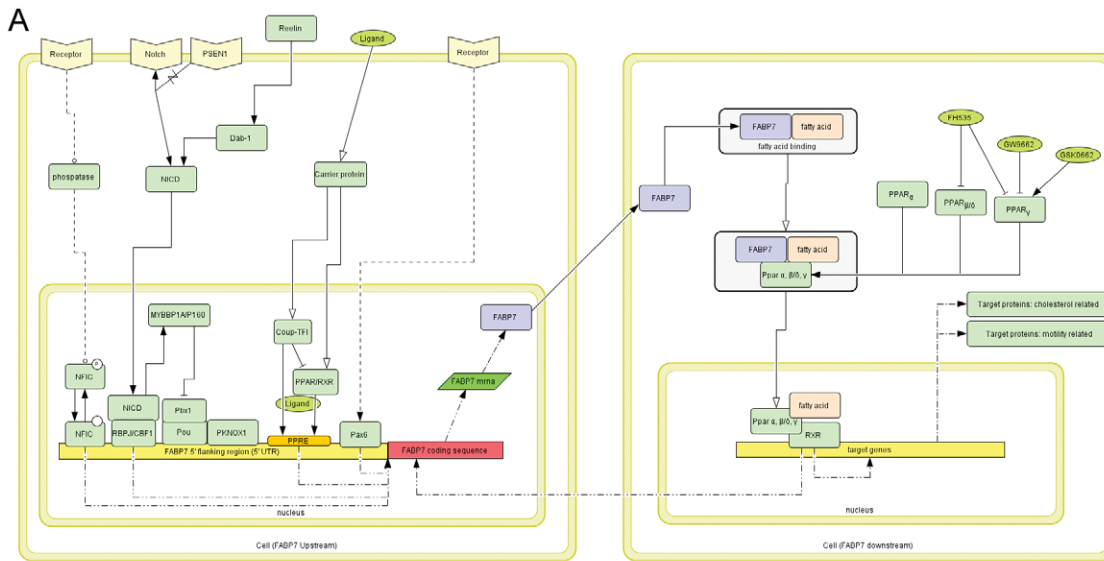 A
Reelin
Ligand
Receptor
Notch
PSEN1
Receptor
Dab-1
phospatase
NICD
Carrier protein
MYBBP1A/P160
Coup-TFI
FABP7
NFIC
P
PPAR/RXR
FABP7 mrna
NICD
Pbx1
Ligand
NFIC
RBPJ/CBF1
Pou
PKNOX1
PPRE
Pax6
FABP7 5' flanking region (5' UTR)
FABP7 coding sequence
nucleus
Cell (FABP7 Upstream)
FABP7
FABP7
fatty acid
fatty acid binding
FH535
GW9662
GSK0662
PPARα
PPARβ/δ
PPARγ
FABP7
fatty acid
Ppar α, β/δ, γ
Target proteins: cholesterol related
Target proteins: motility related
fatty acid
Ppar α, β/δ, γ
RXR
target genes
nucleus
Cell (FABP7 downstream)